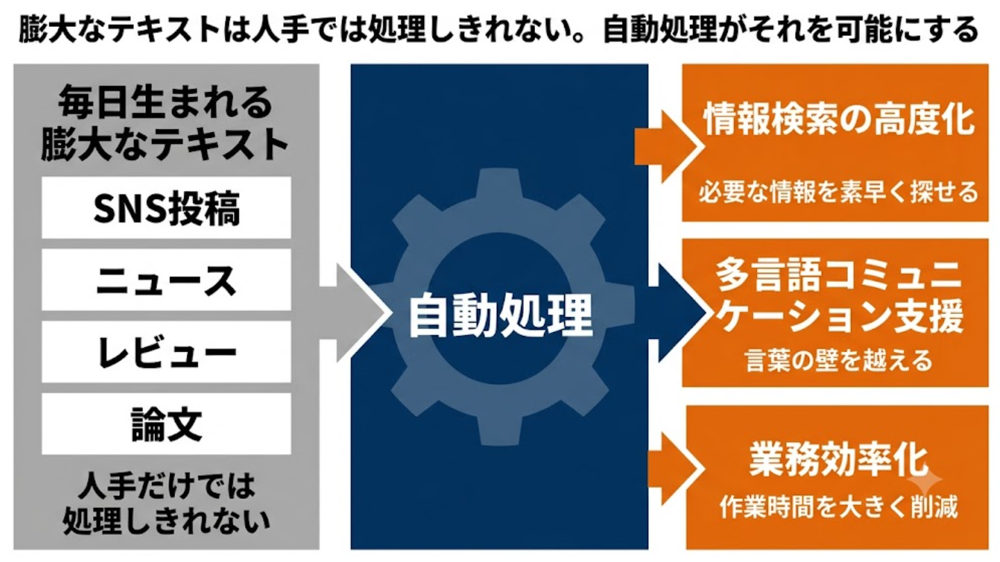 膨大なテキストは人手では処理しきれない。自動処理がそれを可能にする
毎日生まれる
膨大なテキスト
SNS投稿
ニュース
レビュー
論文
人手だけでは
処理しきれない
自動処理
情報検索の高度化
必要な情報を素早く探せる
多言語コミュニ
ケーション支援
言葉の壁を越える
業務効率化
作業時間を大きく削減